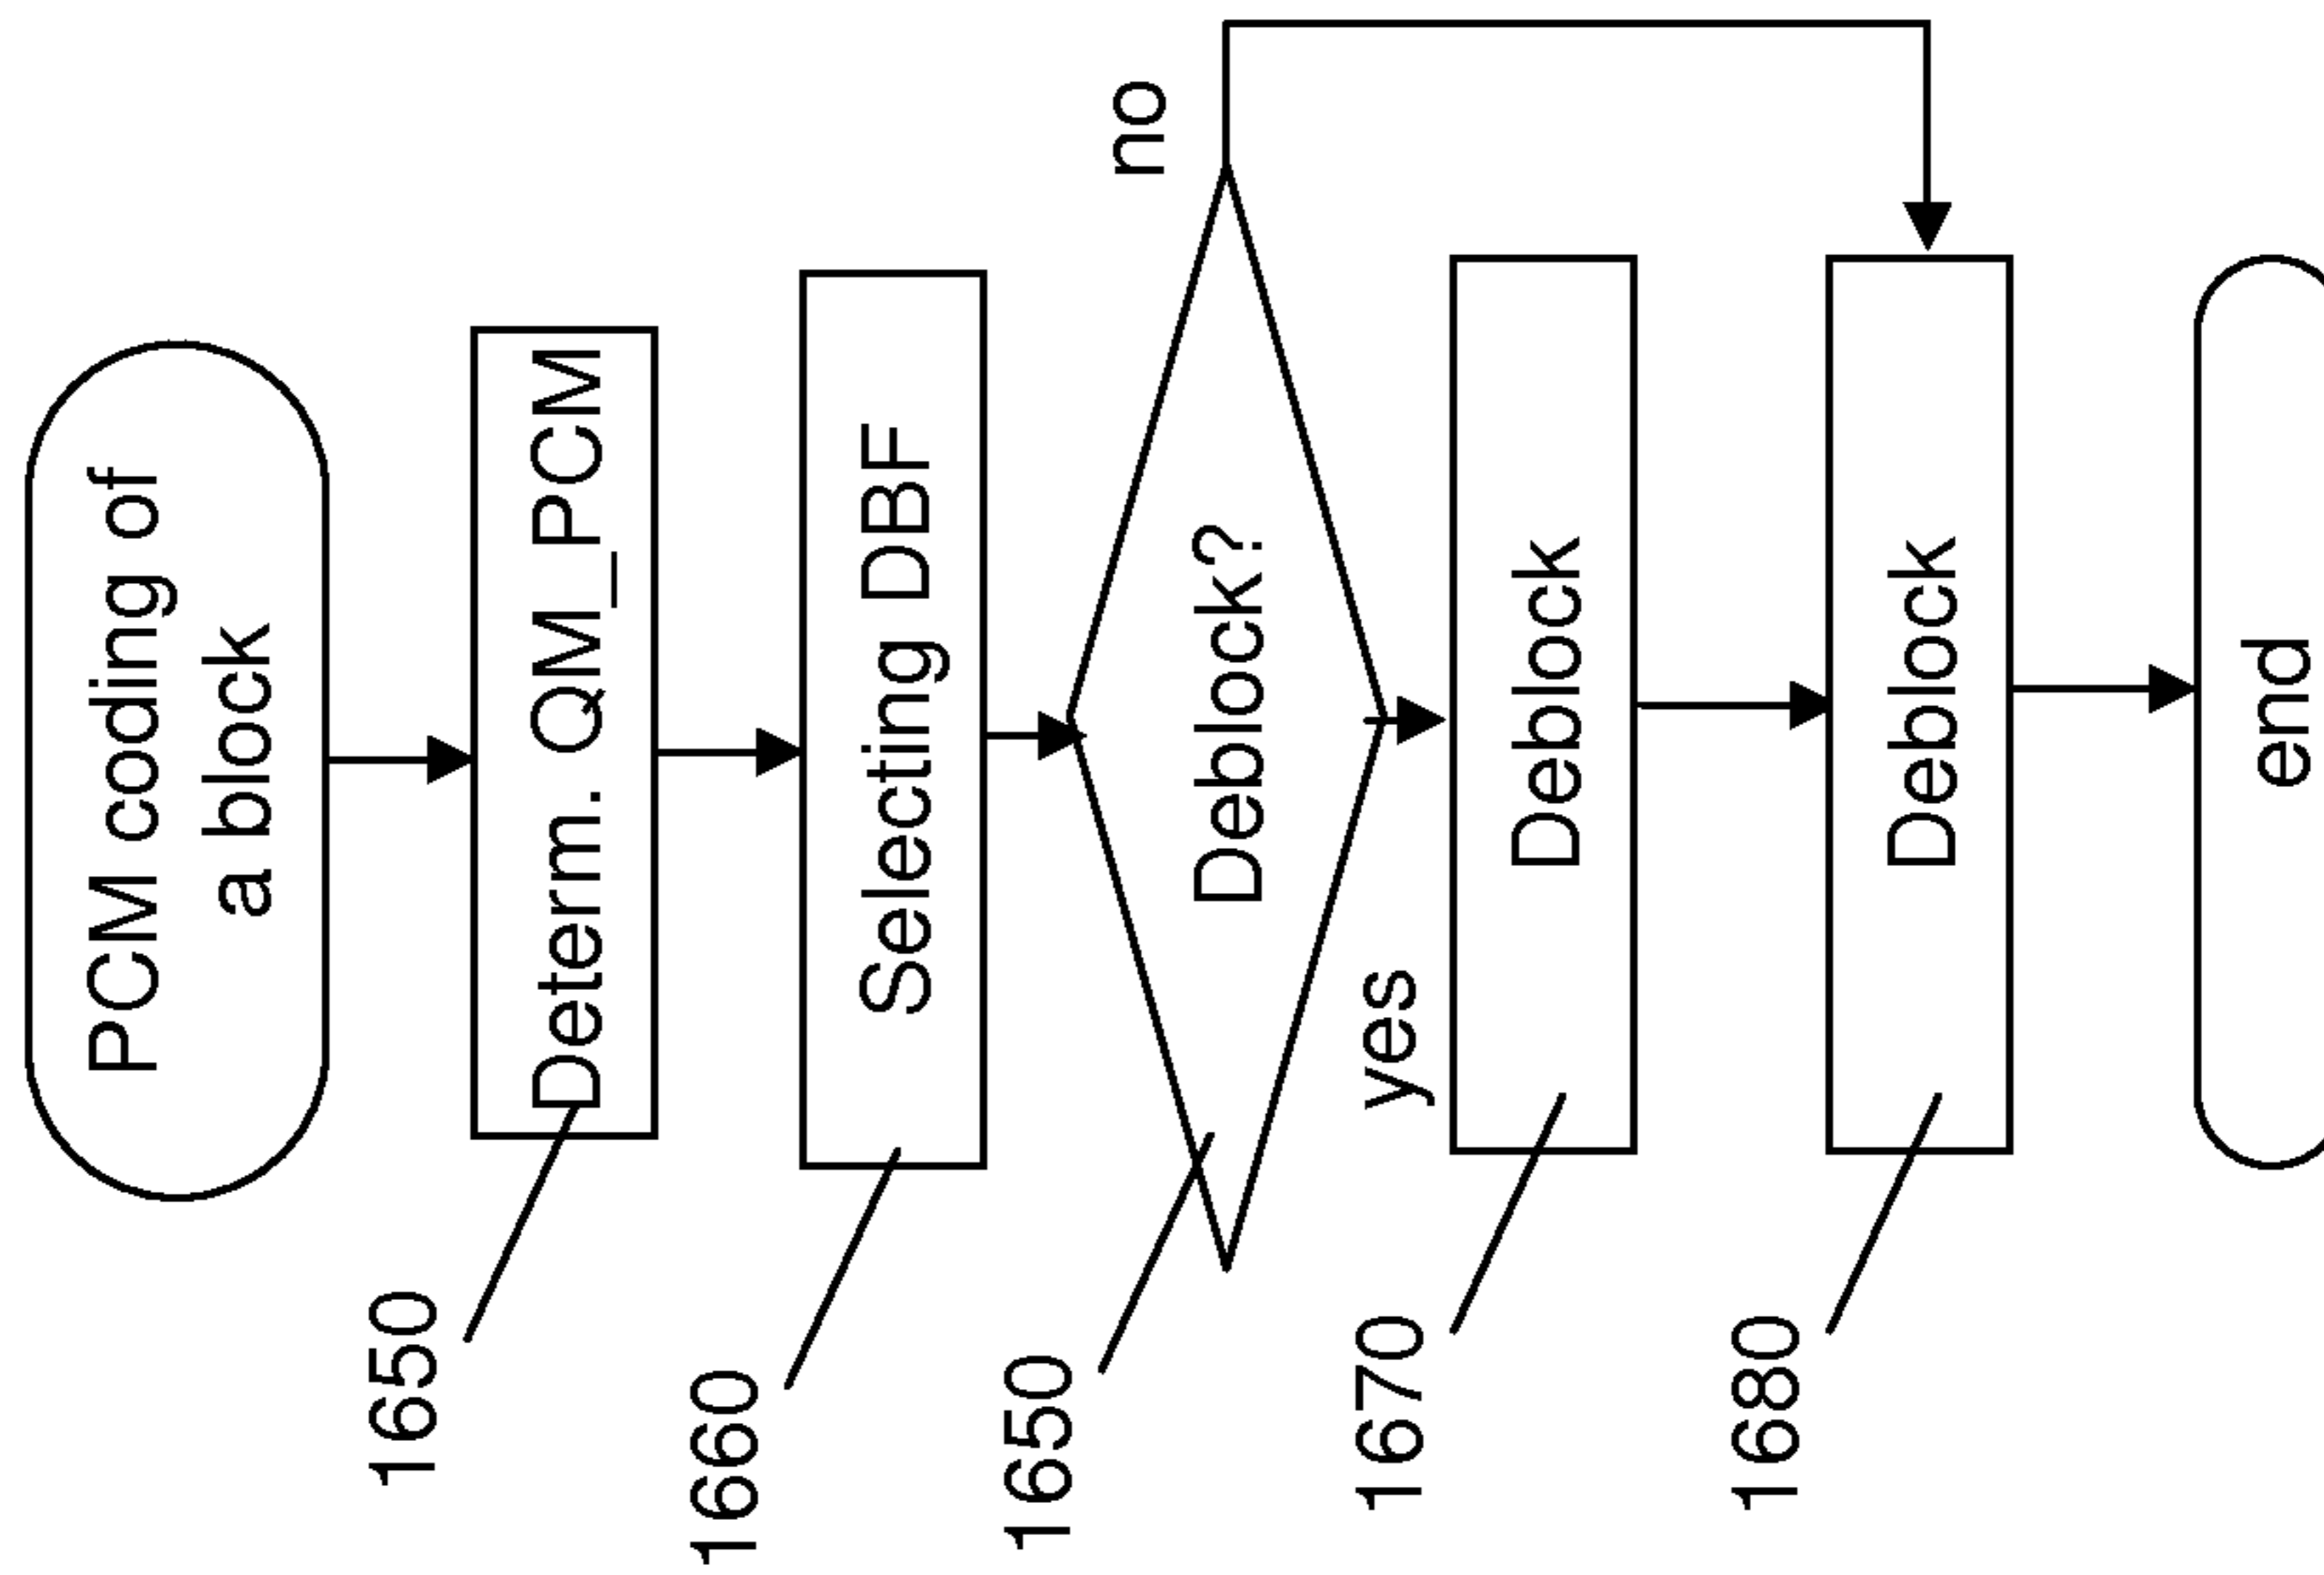 PCM coding of
a block
1650
Determ. QM_PCM
1660
Selecting DBF
1650
Deblock?
no
yes
1670
Deblock
1680
Deblock
end